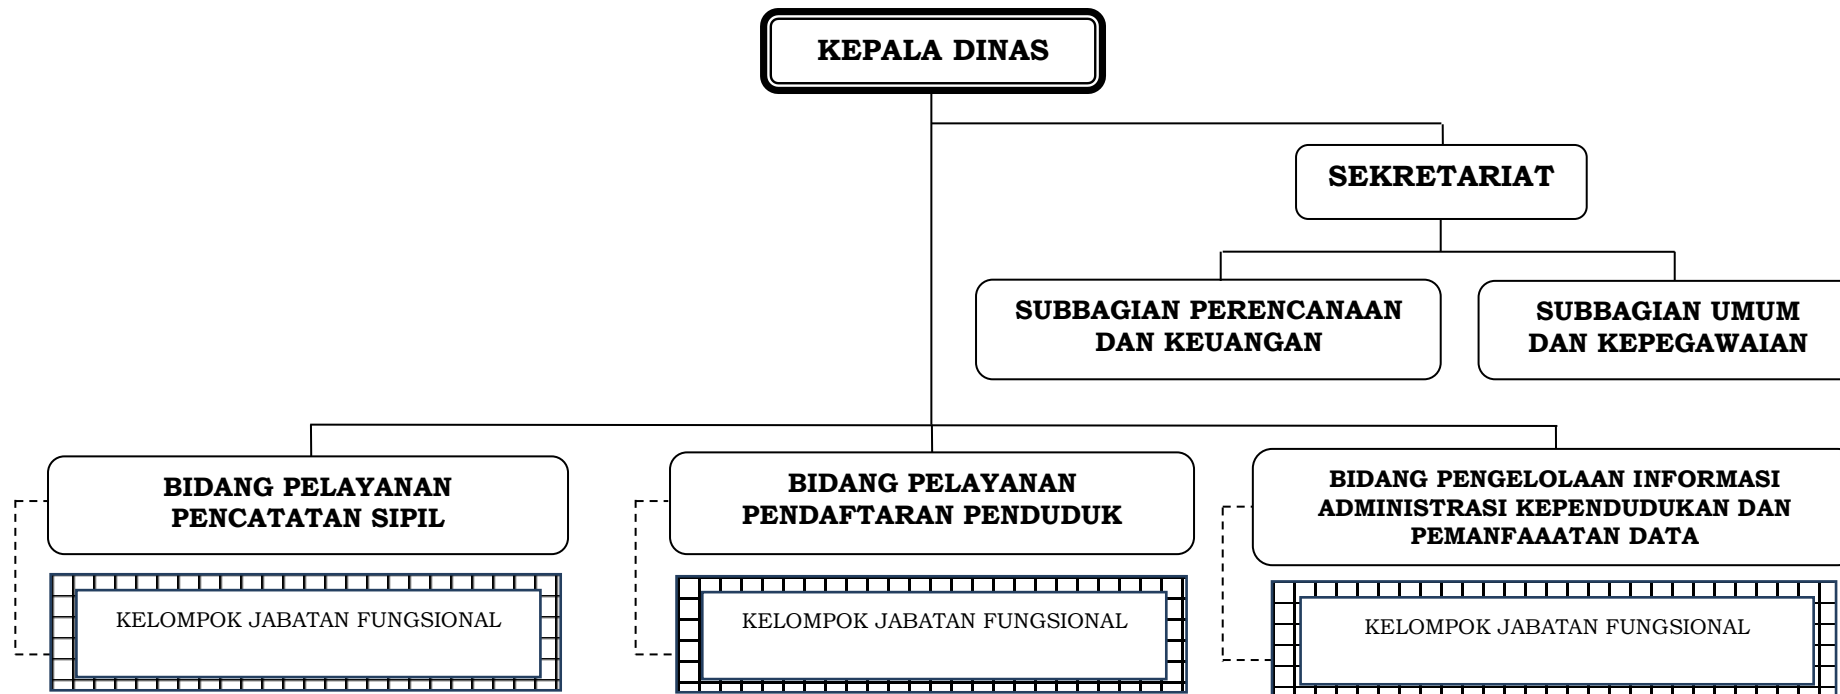 KEPALA DINAS
SEKRETARIAT
SUBBAGIAN PERENCANAAN
DAN KEUANGAN
SUBBAGIAN UMUM
DAN KEPEGAWAIAN
BIDANG PELAYANAN
PENCATATAN SIPIL
BIDANG PELAYANAN
PENDAFTARAN PENDUDUK
BIDANG PENGELOLAAN INFORMASI
ADMINISTRASI KEPENDUDUKAN DAN
PEMANFAAATAN DATA
KELOMPOK JABATAN FUNGSIONAL
KELOMPOK JABATAN FUNGSIONAL
KELOMPOK JABATAN FUNGSIONAL